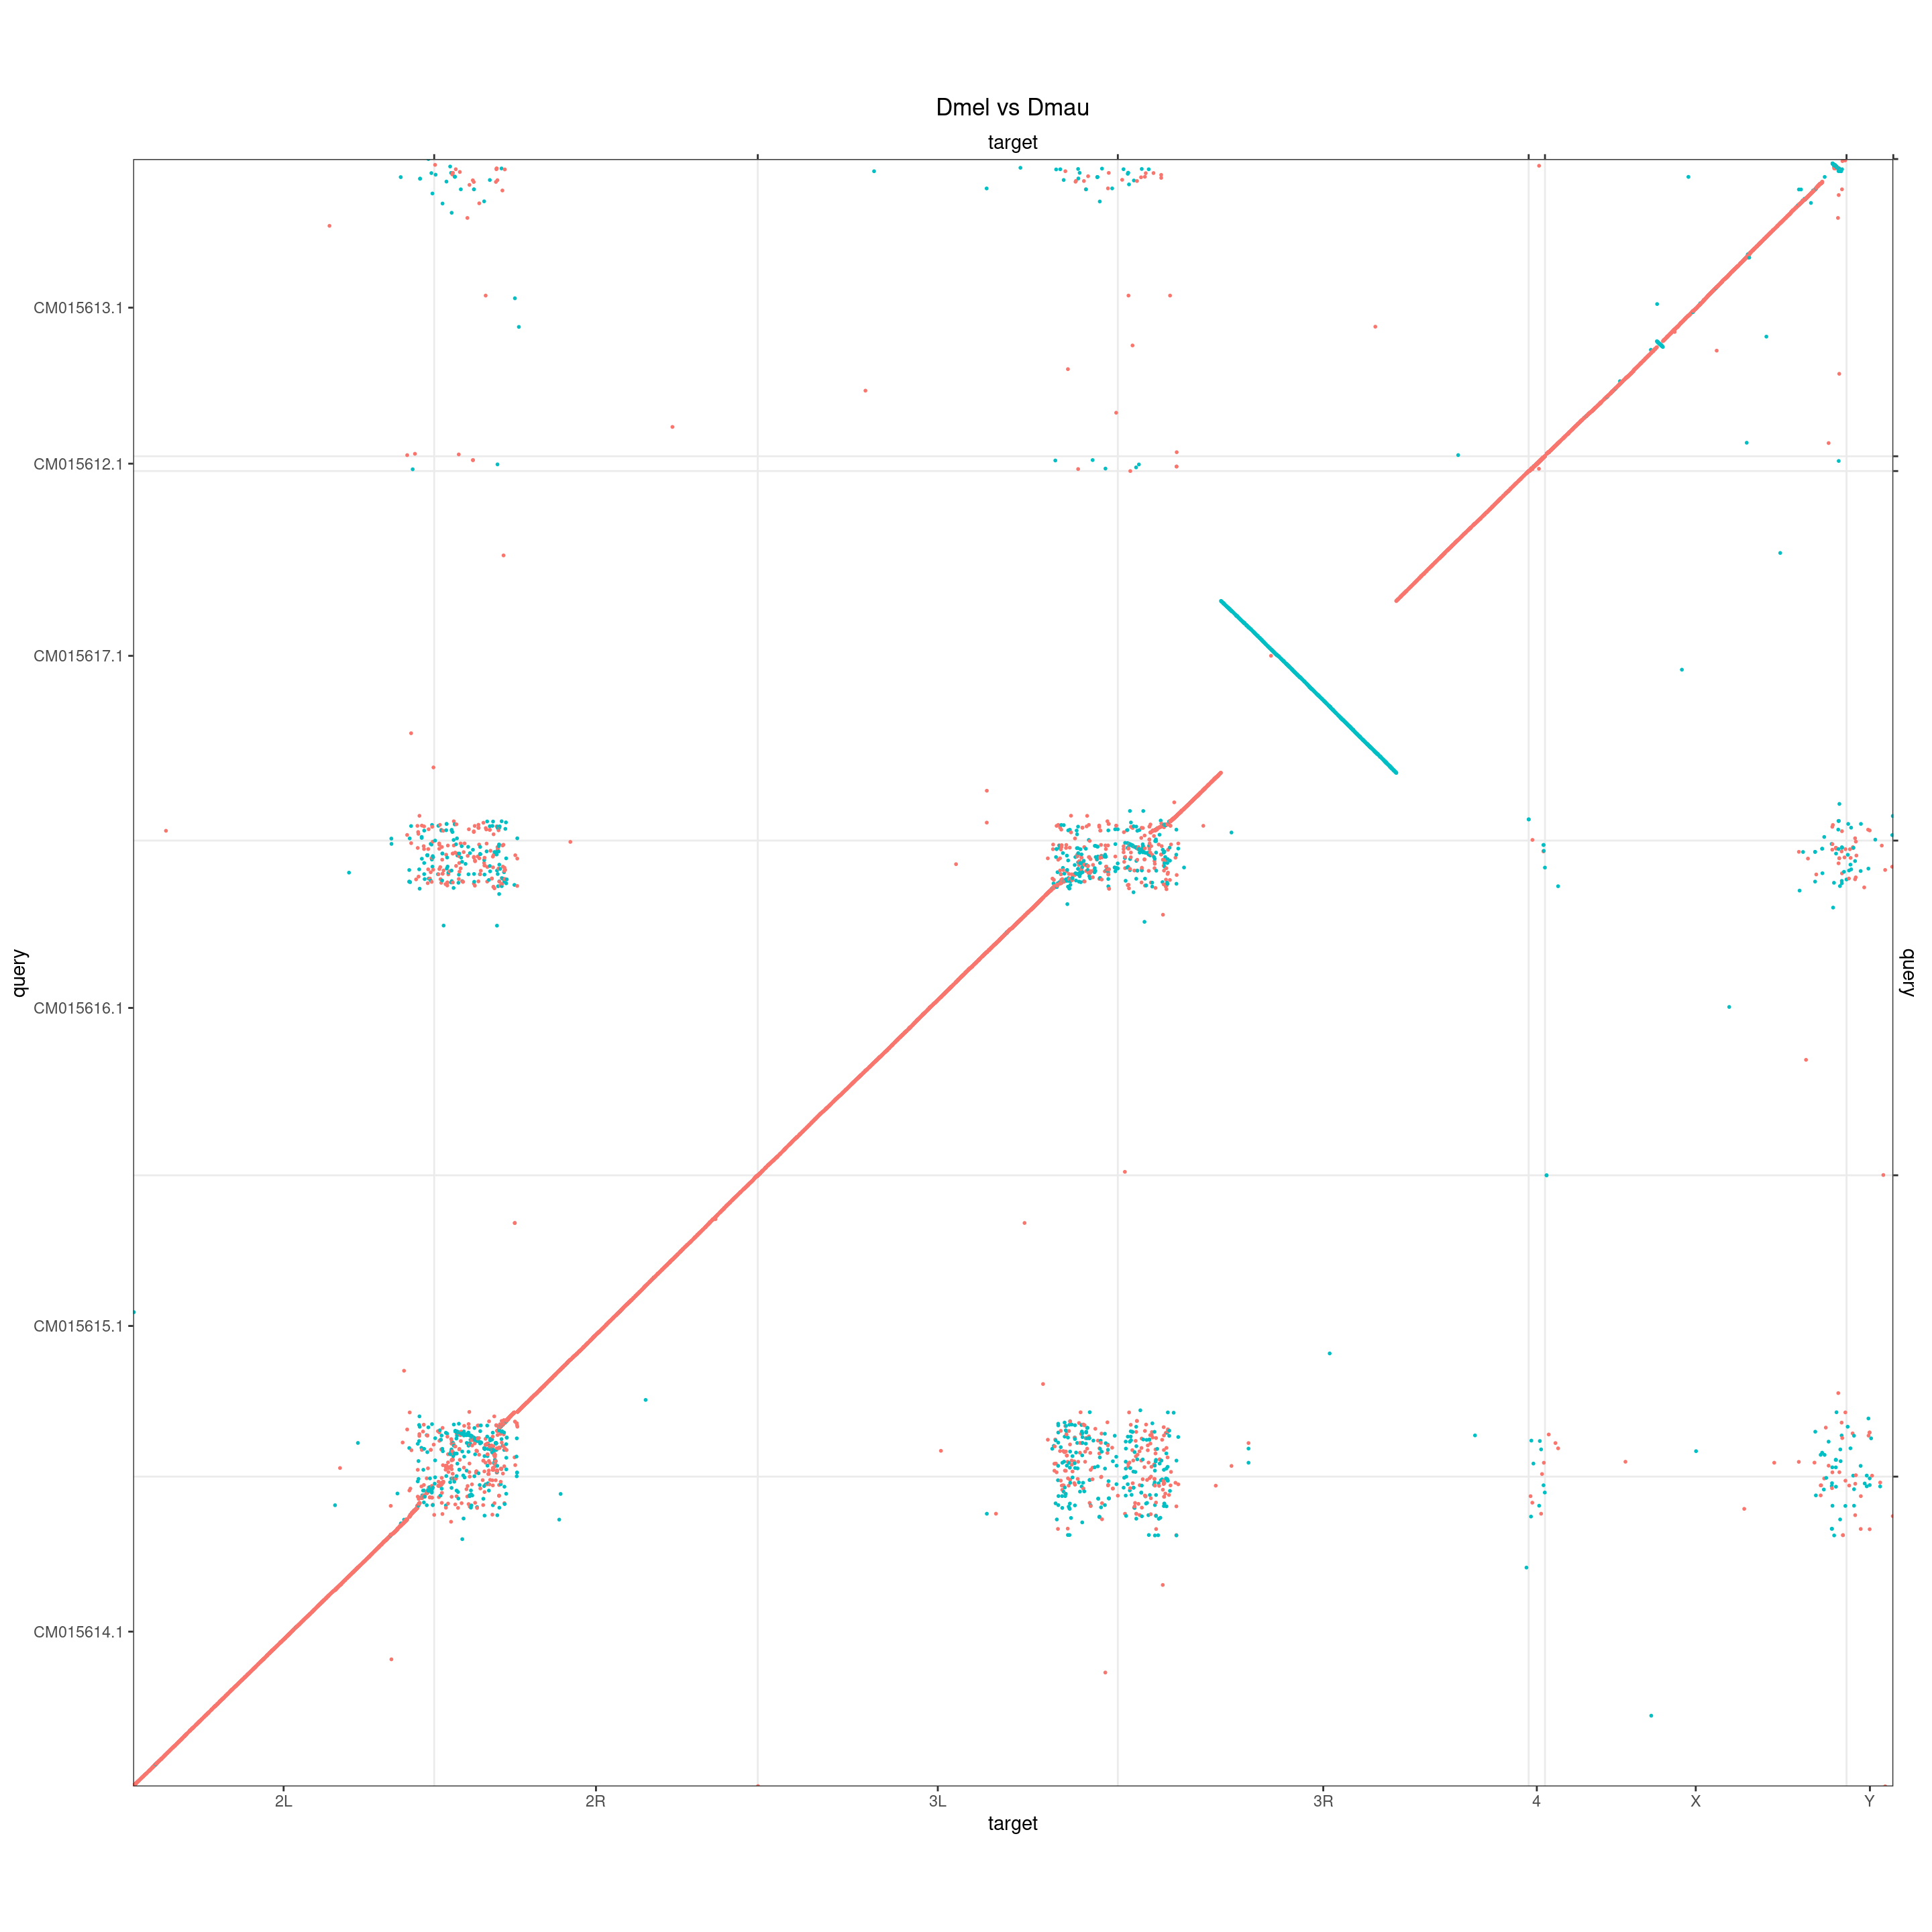 Dmel vs Dmau
target
CM015613.1
CM015612.1
CM015617.1
CM015616.1
CM015615.1
CM015614.1
query
query
2L 2R 3L 3R 4 X Y
target